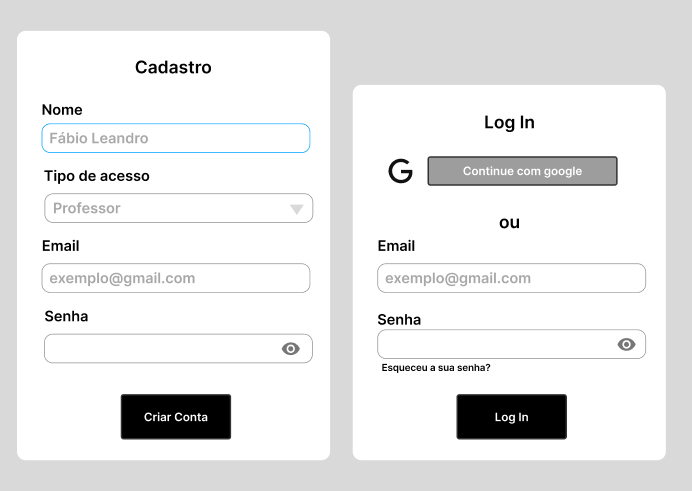 Cadastro
Nome
Fábio Leandro
Tipo de acesso
Professor
Email
exemplo@gmail.com
Senha
Criar Conta
Log In
G
Continue com google
ou
Email
exemplo@gmail.com
Senha
Esqueceu a sua senha?
Log In